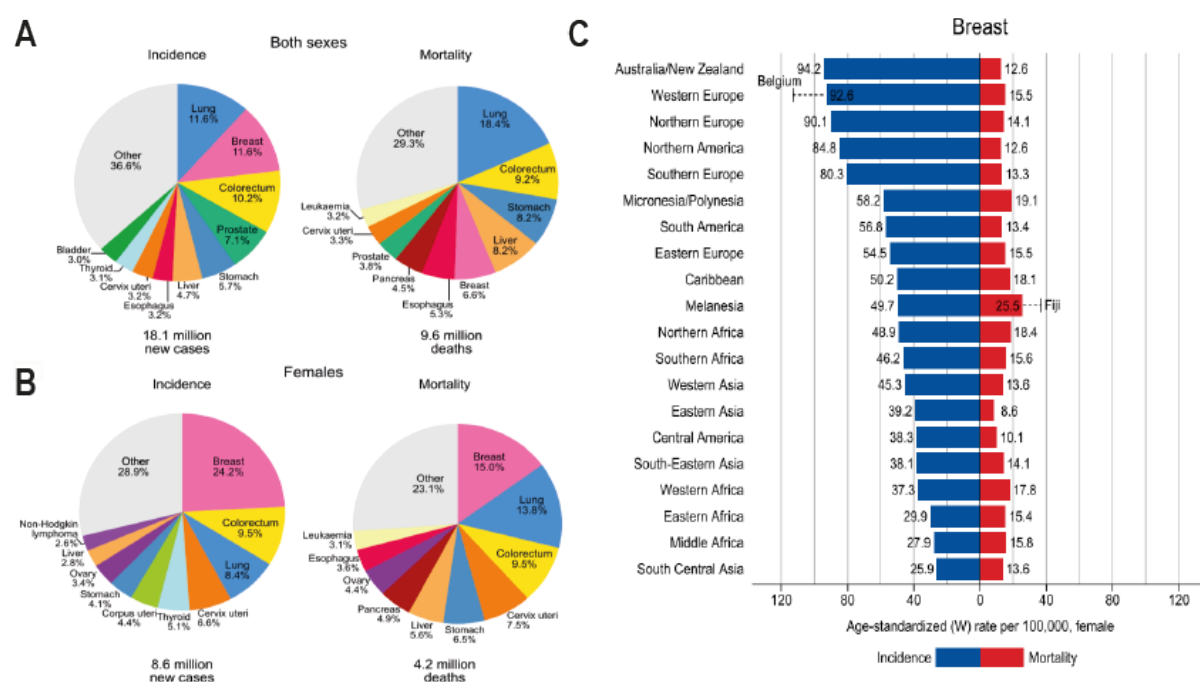 A
Both sexes
Incidence
Mortality
Lung
11.6%
Breast
11.6%
Colorectum
10.2%
Prostate
7.1%
Stomach
5.7%
Liver
4.7%
Esophagus
3.2%
Cervix uteri
3.2%
Thyroid
3.1%
Bladder
3.0%
Other
36.6%
18.1 million
new cases
Lung
18.4%
Colorectum
9.2%
Stomach
8.2%
Liver
8.2%
Breast
6.6%
Esophagus
5.3%
Pancreas
4.5%
Prostate
3.8%
Cervix uteri
3.3%
Leukaemia
3.2%
Other
29.3%
9.6 million
deaths
B
Females
Incidence
Mortality
Breast
24.2%
Colorectum
9.5%
Lung
8.4%
Cervix uteri
6.6%
Thyroid
5.1%
Corpus uteri
4.4%
Stomach
4.1%
Ovary
3.4%
Liver
2.8%
Non-Hodgkin
lymphoma
2.6%
Other
28.9%
8.6 million
new cases
Breast
15.0%
Lung
13.8%
Colorectum
9.5%
Cervix uteri
7.5%
Stomach
6.5%
Liver
5.6%
Pancreas
4.9%
Ovary
4.4%
Esophagus
3.6%
Leukaemia
3.1%
Other
23.1%
4.2 million
deaths
C
Breast
Australia/New Zealand 94.2 12.6
Belgium
Western Europe 92.6 15.5
Northern Europe 90.1 14.1
Northern America 84.8 12.6
Southern Europe 80.3 13.3
Micronesia/Polynesia 58.2 19.1
South America 56.8 13.4
Eastern Europe 54.5 15.5
Caribbean 50.2 18.1
Melanesia 49.7 25.5 Fiji
Northern Africa 48.9 18.4
Southern Africa 46.2 15.6
Western Asia 45.3 13.6
Eastern Asia 39.2 8.6
Central America 38.3 10.1
South-Eastern Asia 38.1 14.1
Western Africa 37.3 17.8
Eastern Africa 29.9 15.4
Middle Africa 27.9 15.8
South Central Asia 25.9 13.6
120 80 40 0 40 80 120
Age-standardized (W) rate per 100,000, female
Incidence Mortality